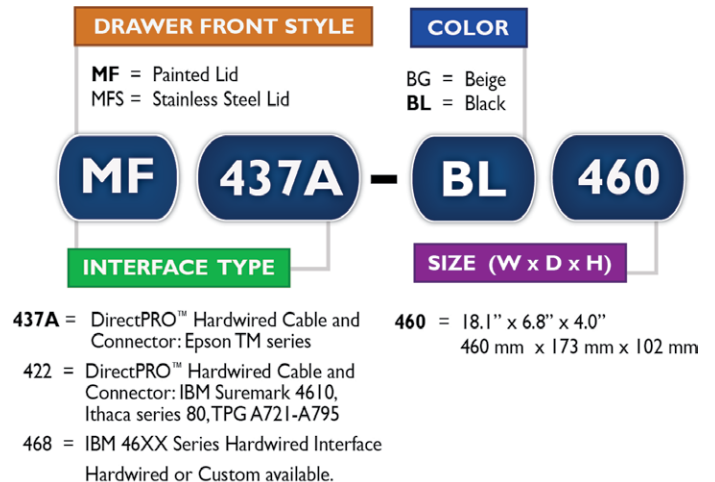 DRAWER FRONT STYLE
MF = Painted Lid
MFS = Stainless Steel Lid
COLOR
BG = Beige
BL = Black
MF 437A - BL 460
INTERFACE TYPE
437A = DirectPRO™ Hardwired Cable and
Connector: Epson TM series
422 = DirectPRO™ Hardwired Cable and
Connector: IBM Suremark 4610,
Ithaca series 80, TPG A721-A795
468 = IBM 46XX Series Hardwired Interface
Hardwired or Custom available.
SIZE (W x D x H)
460 = 18.1” x 6.8” x 4.0”
460 mm x 173 mm x 102 mm